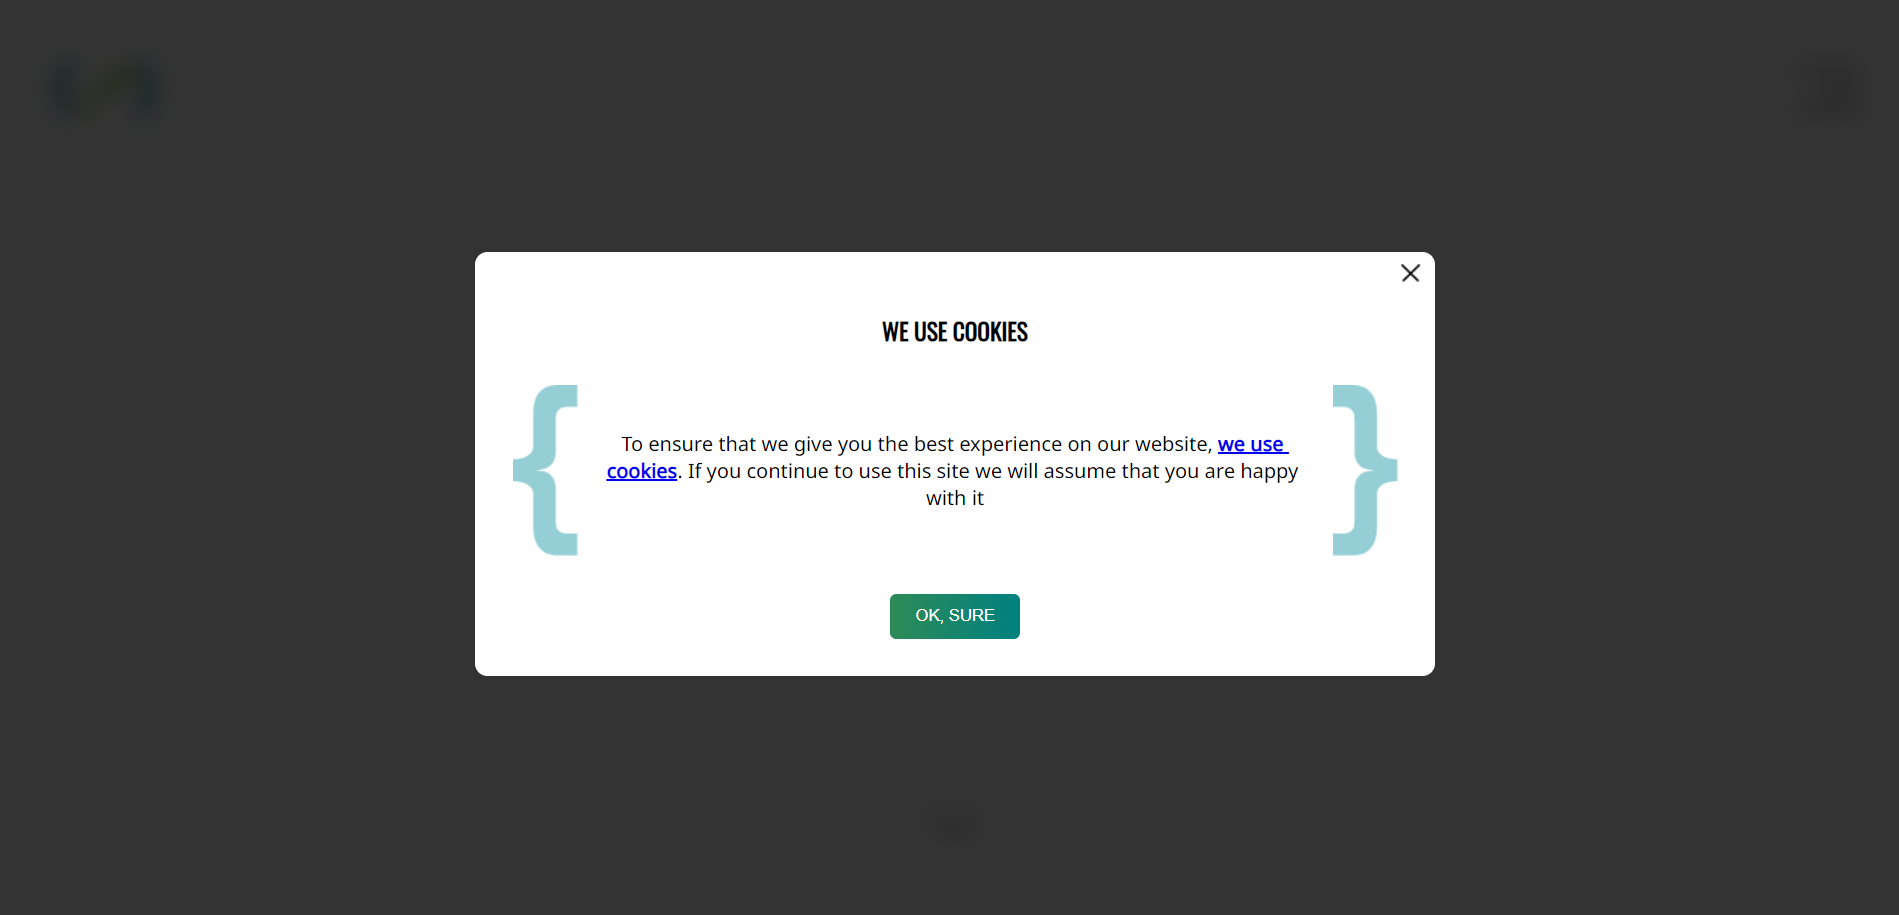 WE USE COOKIES
To ensure that we give you the best experience on our website, we use
cookies. If you continue to use this site we will assume that you are happy
with it
OK, SURE